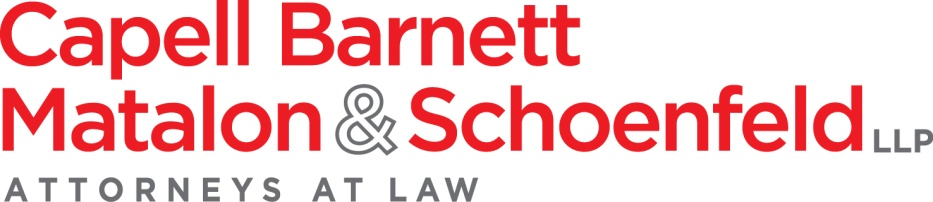 Capell Barnett
Matalon & Schoenfeld LLP
ATTORNEYS AT LAW